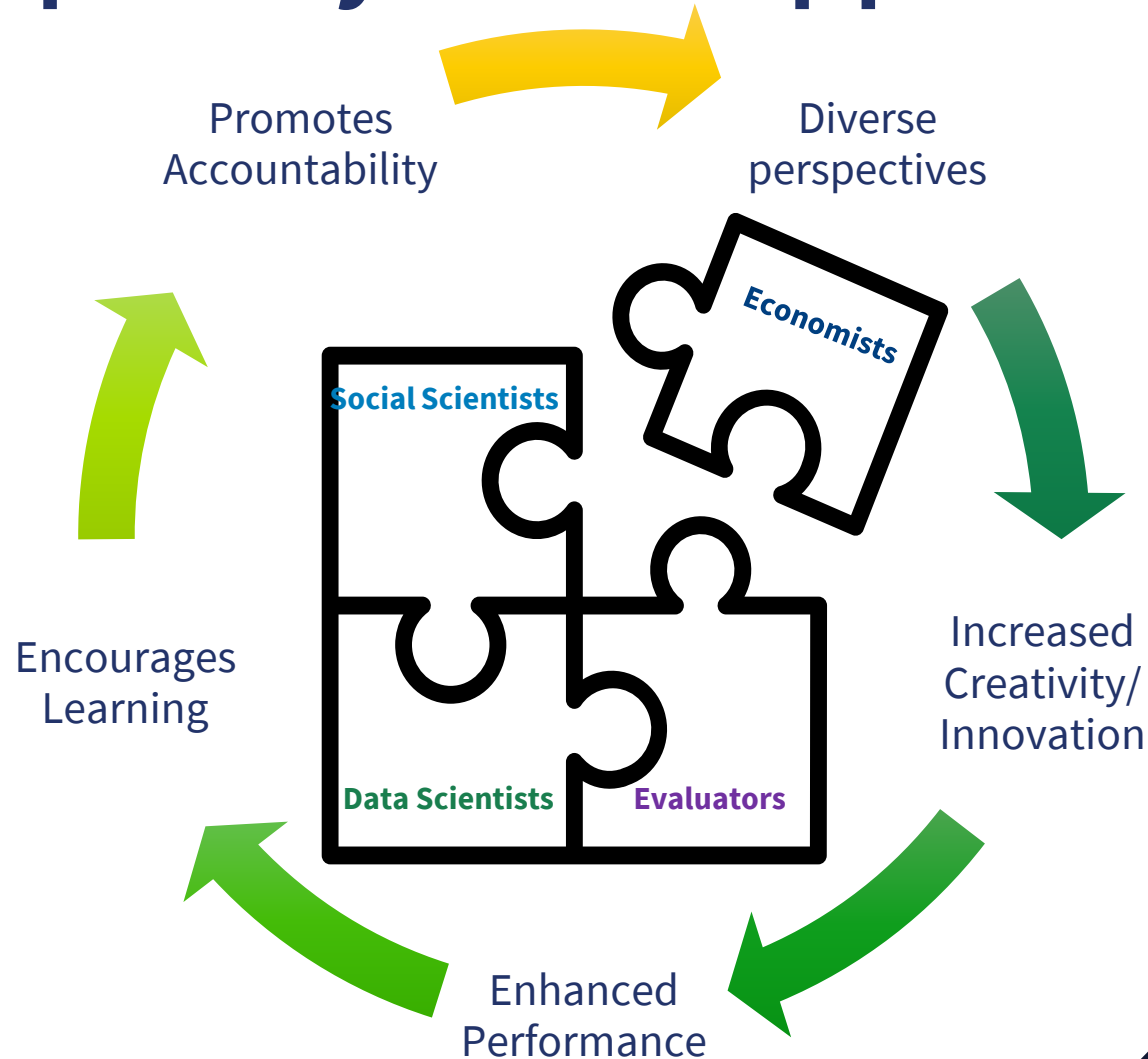 Promotes
Accountability
Diverse
perspectives
Economists
Social Scientists
Encourages
Learning
Increased
Creativity/
Innovation
Data Scientists
Evaluators
Enhanced
Performance